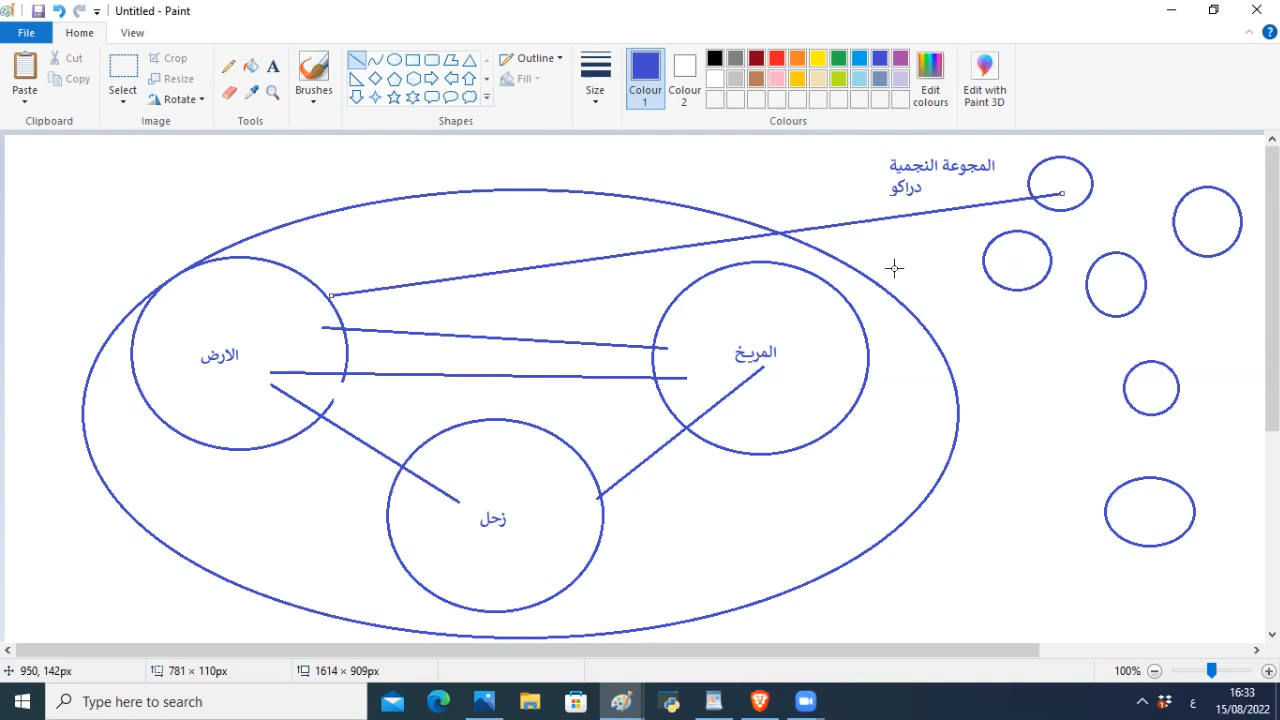 Untitled - Paint
File
Home
View
Paste
Cut
Copy
Clipboard
Select
Crop
Resize
Rotate
Image
Tools
Brushes
Shapes
Outline
Fill
Size
Colour 1
Colour 2
Edit colours
Edit with Paint 3D
Colours
المجوعة النجمية
دراكو
الارض
المريخ
زحل
950, 142px
781 × 110px
1614 × 909px
100%
Type here to search
ع
16:33
15/08/2022